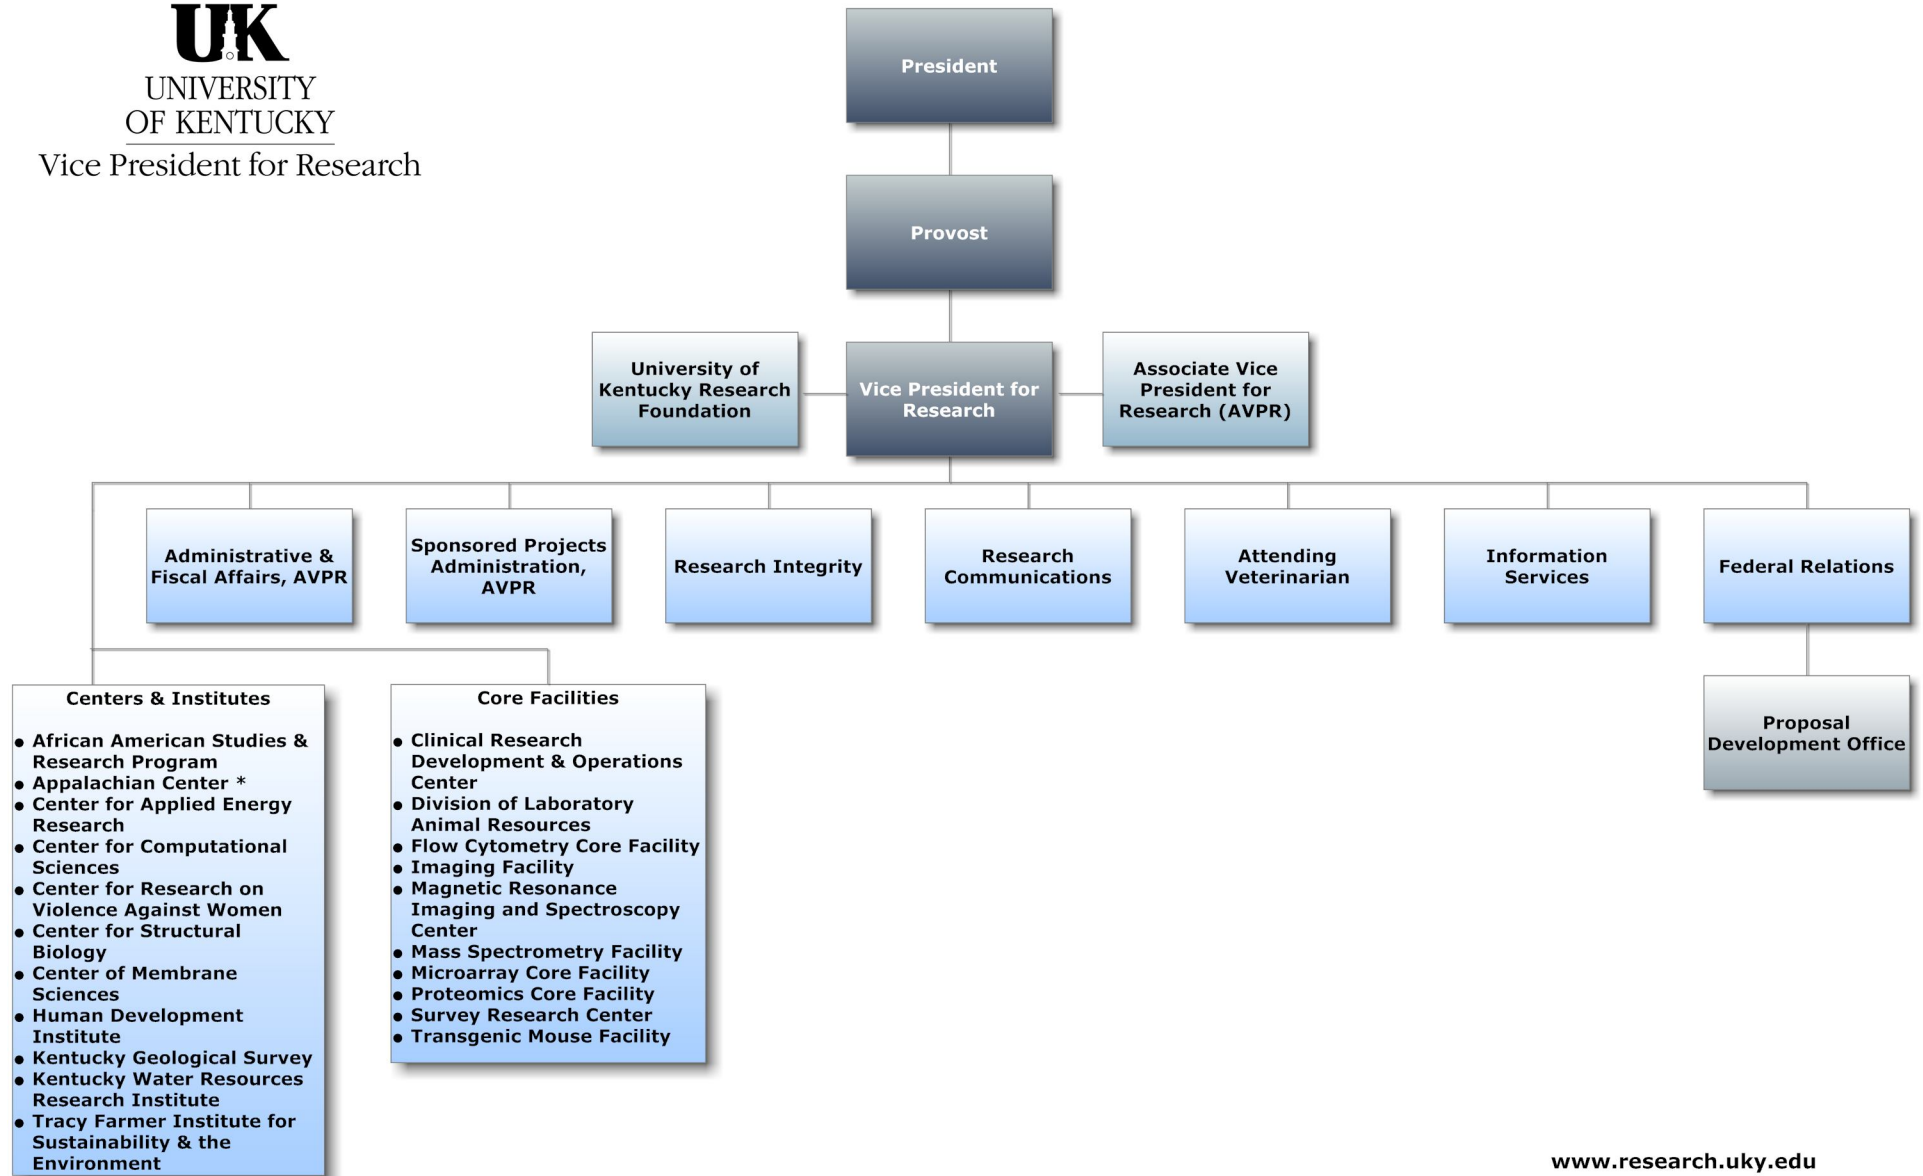 UK
UNIVERSITY
OF KENTUCKY
Vice President for Research
President
Provost
University of
Kentucky Research
Foundation
Vice President for
Research
Associate Vice
President for
Research (AVPR)
Administrative &
Fiscal Affairs, AVPR
Sponsored Projects
Administration,
AVPR
Research Integrity
Research
Communications
Attending
Veterinarian
Information
Services
Federal Relations
Proposal
Development Office
Centers & Institutes
● African American Studies &
Research Program
● Appalachian Center *
● Center for Applied Energy
Research
● Center for Computational
Sciences
● Center for Research on
Violence Against Women
● Center for Structural
Biology
● Center of Membrane
Sciences
● Human Development
Institute
● Kentucky Geological Survey
● Kentucky Water Resources
Research Institute
● Tracy Farmer Institute for
Sustainability & the
Environment
Core Facilities
● Clinical Research
Development & Operations
Center
● Division of Laboratory
Animal Resources
● Flow Cytometry Core Facility
● Imaging Facility
● Magnetic Resonance
Imaging and Spectroscopy
Center
● Mass Spectrometry Facility
● Microarray Core Facility
● Proteomics Core Facility
● Survey Research Center
● Transgenic Mouse Facility
www.research.uky.edu